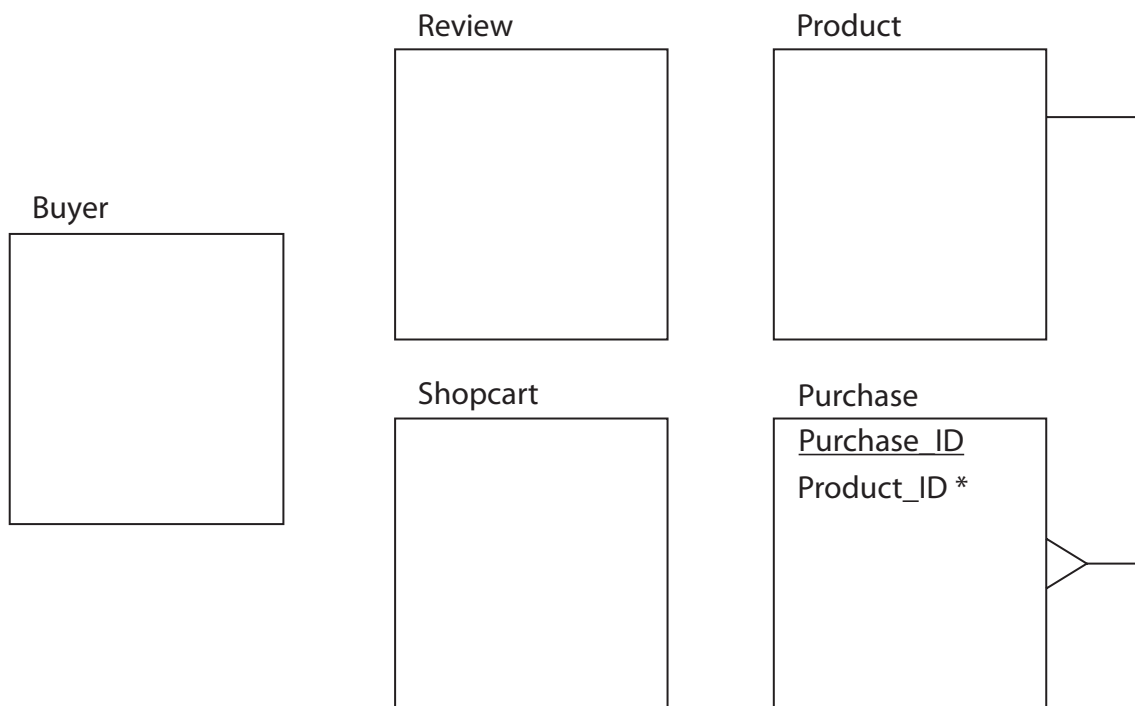 Review
Product
Buyer
Shopcart
Purchase
Purchase_ID
Product_ID *